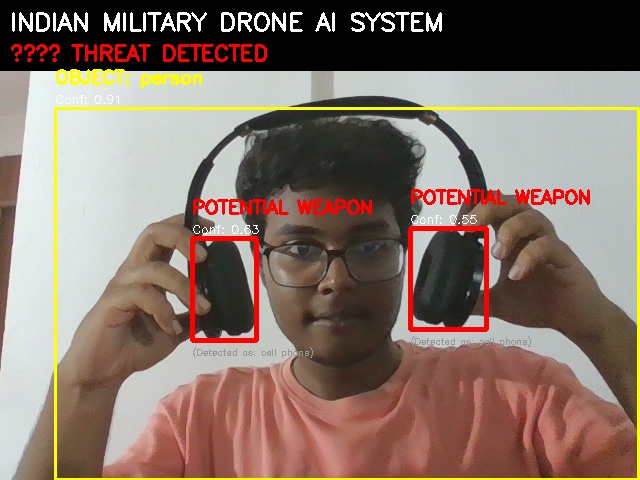 INDIAN MILITARY DRONE AI SYSTEM
???? THREAT DETECTED
OBJECT: person
Conf: 0.91
POTENTIAL WEAPON
Conf: 0.63
POTENTIAL WEAPON
Conf: 0.55
(Detected as: cell phone)
(Detected as: cell phone)